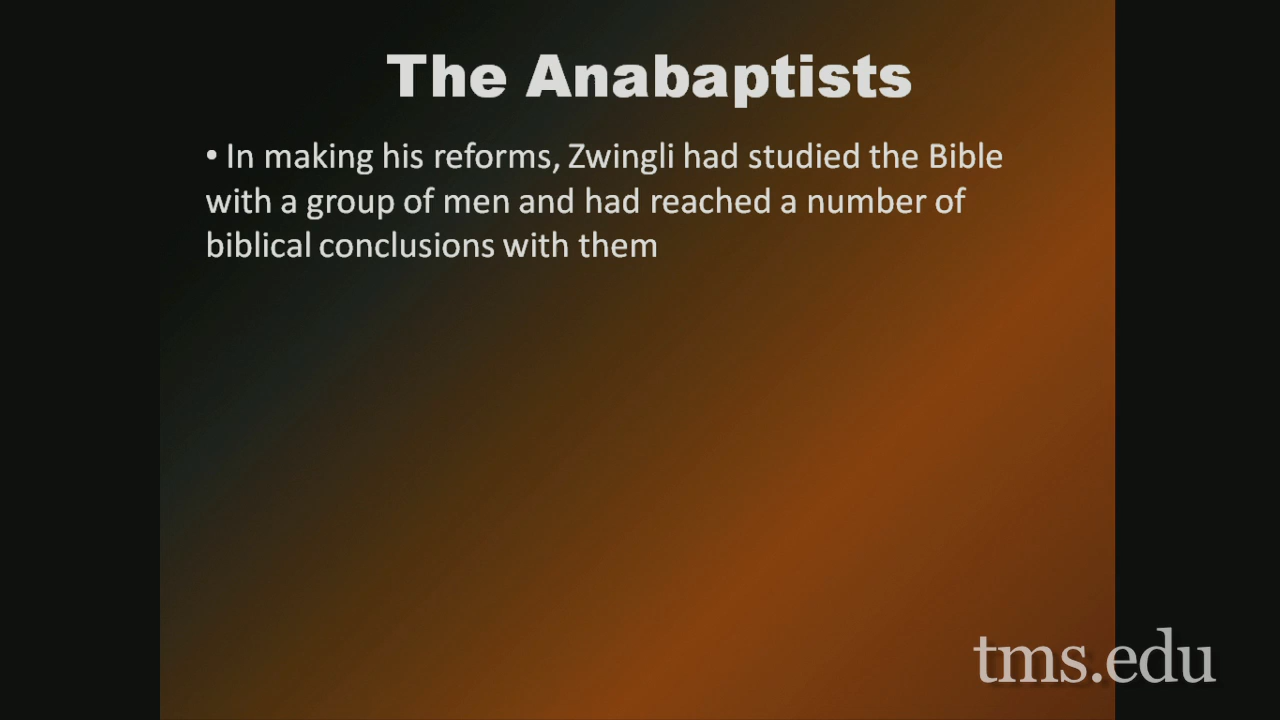 The Anabaptists
• In making his reforms, Zwingli had studied the Bible
with a group of men and had reached a number of
biblical conclusions with them
tms.edu